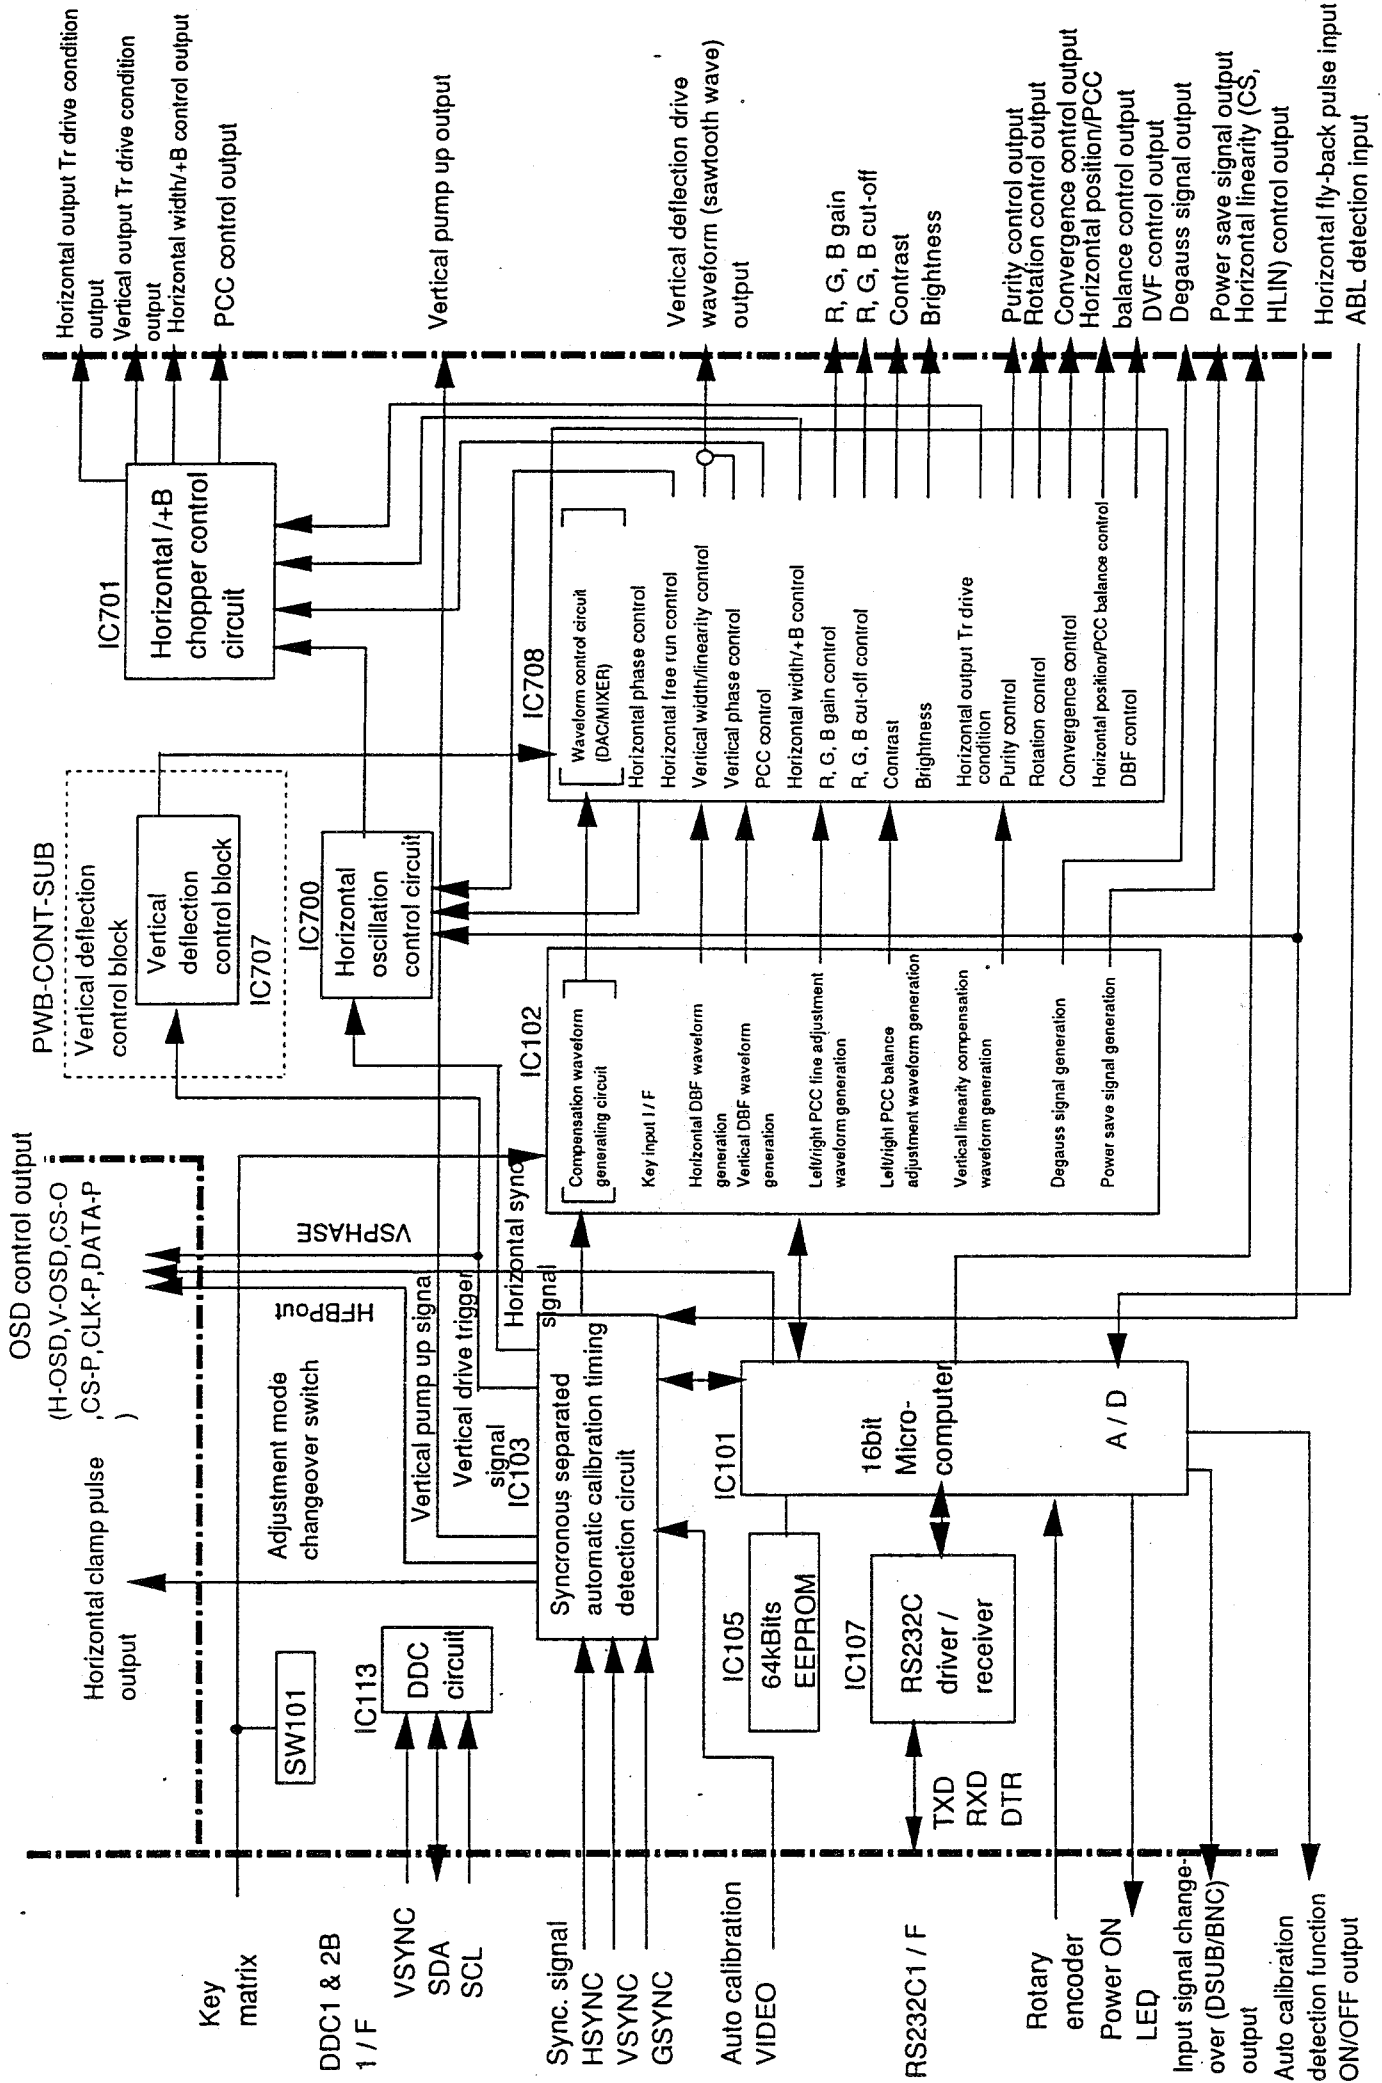 Horizontal output Tr drive condition
output
Vertical output Tr drive condition
output
Horizontal width/+B control output
PCC control output
Vertical pump up output
Vertical deflection drive
waveform (sawtooth wave)
output
R, G, B gain
R, G, B cut-off
Contrast
Brightness
Purity control output
Rotation control output
Convergence control output
Horizontal position/PCC
balance control output
DVF control output
Degauss signal output
Power save signal output
Horizontal linearity (CS,
HLIN) control output
Horizontal fly-back pulse input
ABL detection input
IC701
Horizontal /+B
chopper control
circuit
IC708
Waveform control circuit
(DAC/MIXER)
Horizontal phase control
Horizontal free run control
Vertical width/linearity control
Vertical phase control
PCC control
Horizontal width/+B control
R, G, B gain control
R, G, B cut-off control
Contrast
Brightness
Horizontal output Tr drive
condition
Purity control
Rotation control
Convergence control
Horizontal position/PCC balance control
DBF control
PWB-CONT-SUB
Vertical deflection
control block
Vertical
deflection
control block
IC707
IC700
Horizontal
oscillation
control circuit
IC102
Compensation waveform
generating circuit
Key input I / F
Horizontal DBF waveform
generation
Vertical DBF waveform
generation
Left/right PCC fine adjustment
waveform generation
Left/right PCC balance
adjustment waveform generation
Vertical linearity compensation
waveform generation
Degauss signal generation
Power save signal generation
OSD control output
(H-OSD,V-OSD,CS-O
,CS-P,CLK-P,DATA-P
)
VSPHASE
HFBPout
Horizontal clamp pulse
output
Adjustment mode
changeover switch
Vertical pump up signal
Vertical drive trigger
signal
Horizontal sync
signal
IC103
Syncronous separated
automatic calibration timing
detection circuit
IC101
16bit
Micro-
computer
A / D
SW101
IC113
DDC
circuit
IC105
64kBits
EEPROM
IC107
RS232C
driver /
receiver
TXD
RXD
DTR
Key
matrix
DDC1 & 2B
1 / F
VSYNC
SDA
SCL
Sync. signal
HSYNC
VSYNC
GSYNC
Auto calibration
VIDEO
RS232C1 / F
Rotary
encoder
Power ON
LED
Input signal change-
over (DSUB/BNC)
output
Auto calibration
detection function
ON/OFF output